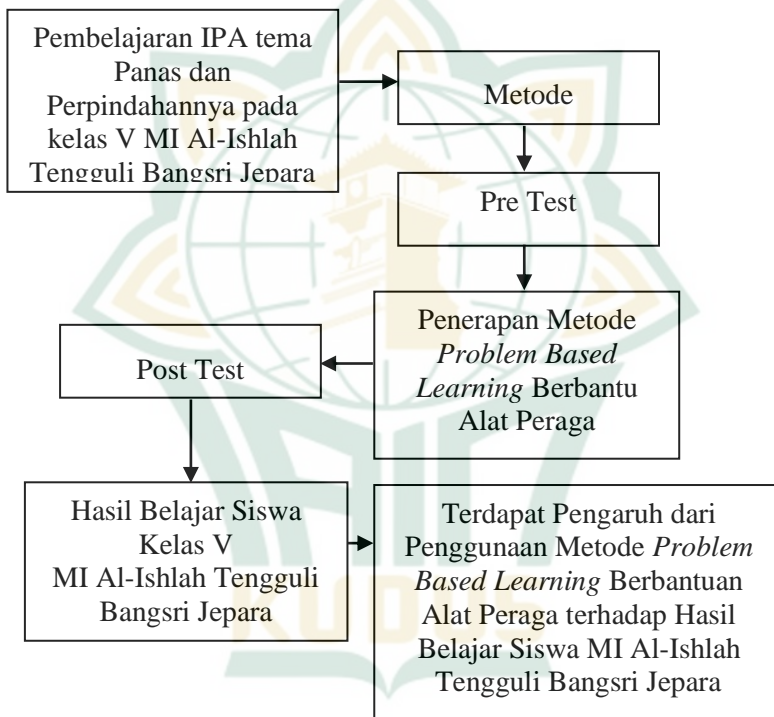 Pembelajaran IPA tema
Panas dan
Perpindahannya pada
kelas V MI Al-Ishlah
Tengguli Bangsri Jepara
Metode
Pre Test
Penerapan Metode
Problem Based
Learning Berbantu
Alat Peraga
Post Test
Hasil Belajar Siswa
Kelas V
MI Al-Ishlah Tengguli
Bangsri Jepara
Terdapat Pengaruh dari
Penggunaan Metode Problem
Based Learning Berbantuan
Alat Peraga terhadap Hasil
Belajar Siswa MI Al-Ishlah
Tengguli Bangsri Jepara
KUDUS